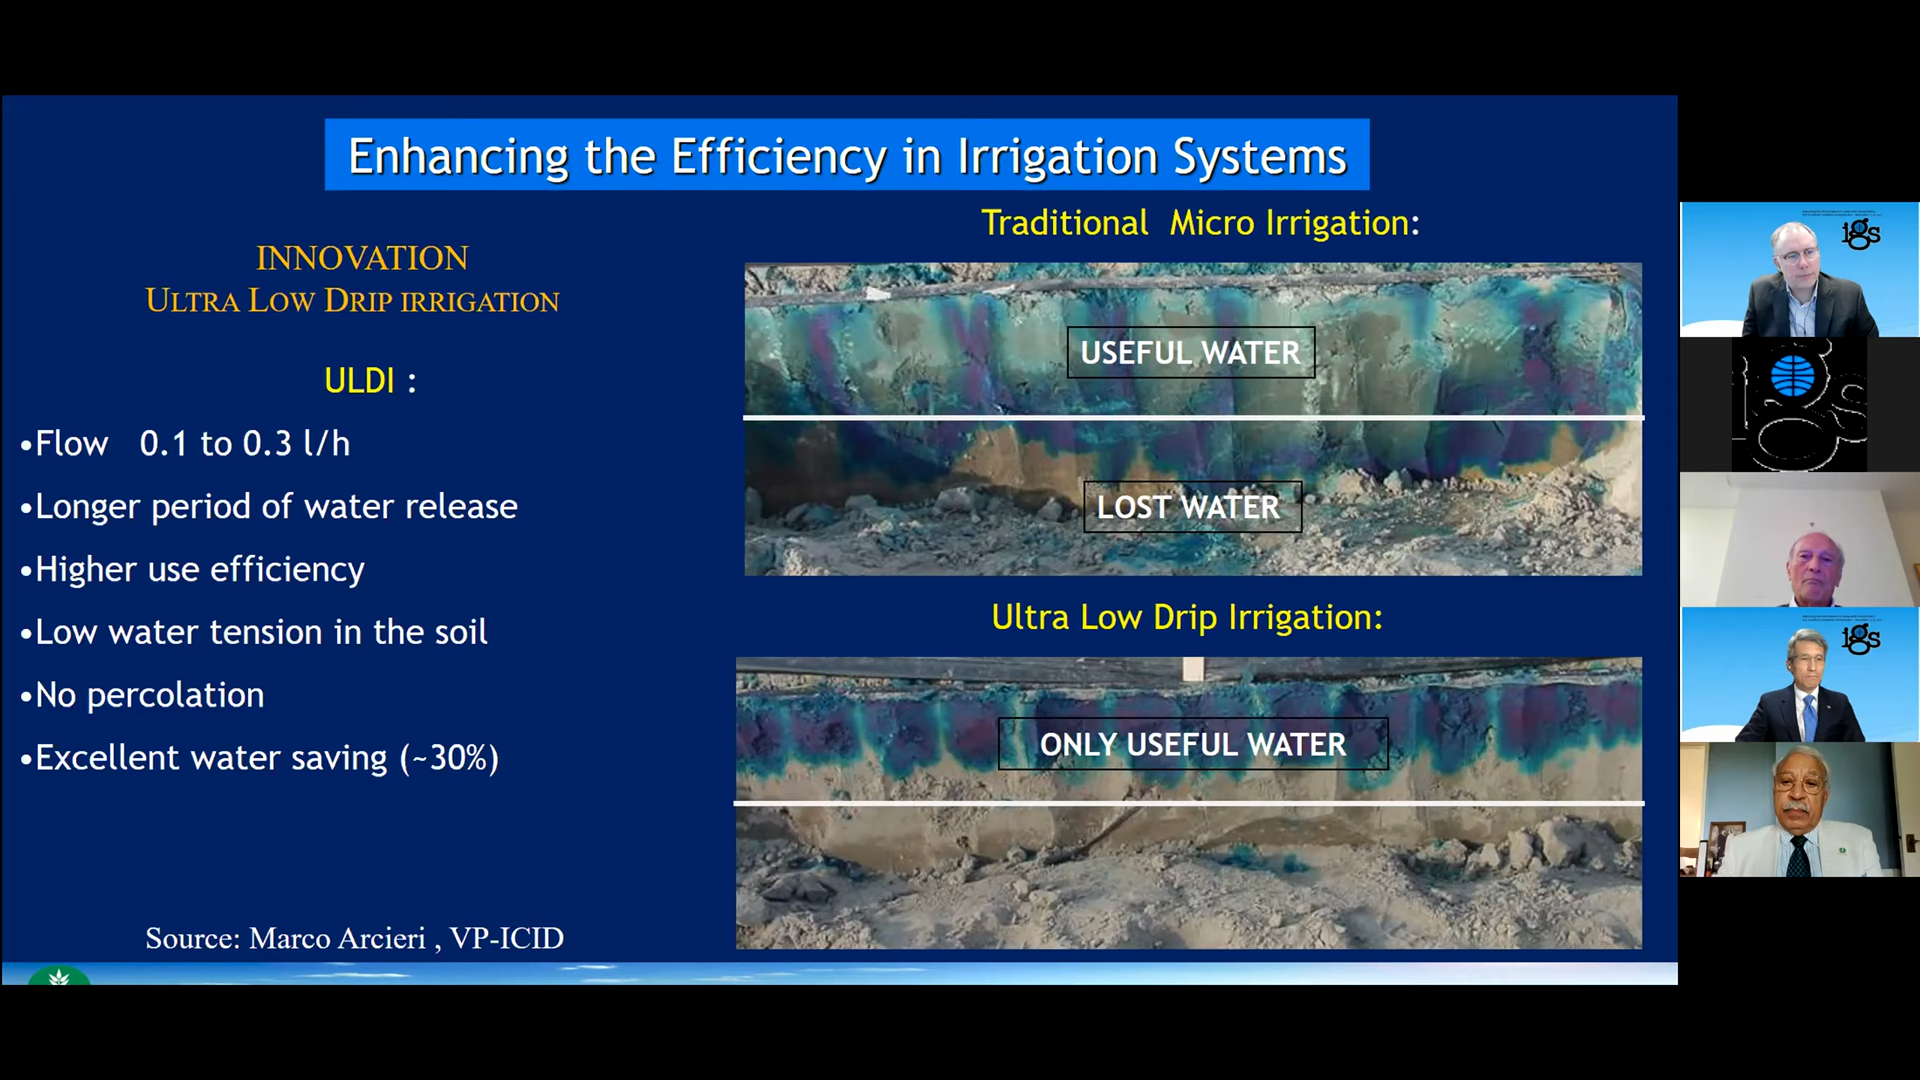 Enhancing the Efficiency in Irrigation Systems
INNOVATION
ULTRA LOW DRIP IRRIGATION
ULDI :
•Flow 0.1 to 0.3 l/h
•Longer period of water release
•Higher use efficiency
•Low water tension in the soil
•No percolation
•Excellent water saving (~30%)
Source: Marco Arcieri , VP-ICID
Traditional Micro Irrigation:
USEFUL WATER
LOST WATER
Ultra Low Drip Irrigation:
ONLY USEFUL WATER
igs
igs
igs